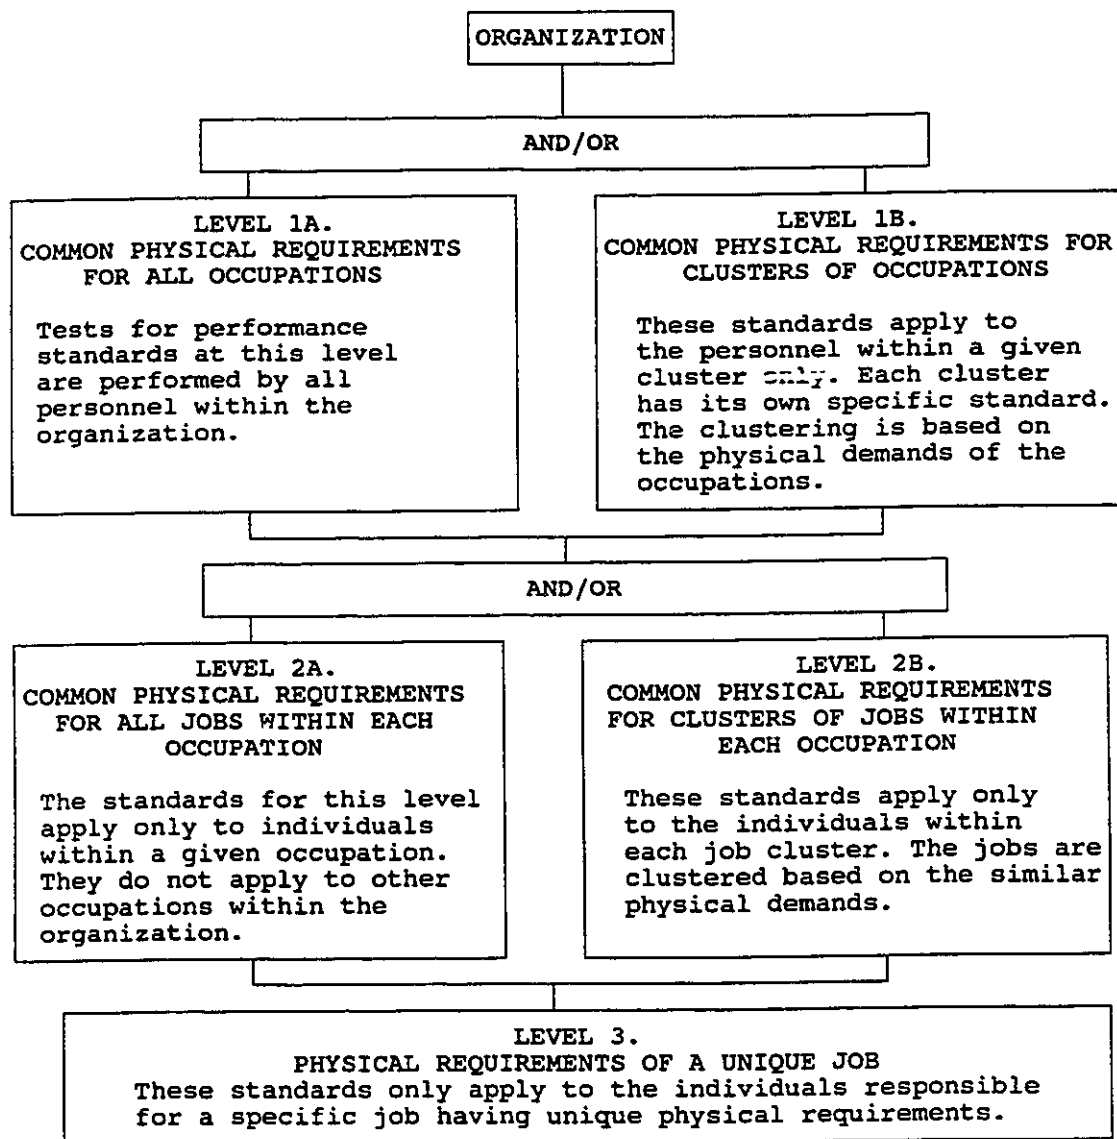 ORGANIZATION
AND/OR
LEVEL 1A.
COMMON PHYSICAL REQUIREMENTS
FOR ALL OCCUPATIONS
Tests for performance
standards at this level
are performed by all
personnel within the
organization.
LEVEL 1B.
COMMON PHYSICAL REQUIREMENTS FOR
CLUSTERS OF OCCUPATIONS
These standards apply to
the personnel within a given
cluster only. Each cluster
has its own specific standard.
The clustering is based on
the physical demands of the
occupations.
AND/OR
LEVEL 2A.
COMMON PHYSICAL REQUIREMENTS
FOR ALL JOBS WITHIN EACH
OCCUPATION
The standards for this level
apply only to individuals
within a given occupation.
They do not apply to other
occupations within the
organization.
LEVEL 2B.
COMMON PHYSICAL REQUIREMENTS
FOR CLUSTERS OF JOBS WITHIN
EACH OCCUPATION
These standards apply only
to the individuals within
each job cluster. The jobs are
clustered based on the similar
physical demands.
LEVEL 3.
PHYSICAL REQUIREMENTS OF A UNIQUE JOB
These standards only apply to the individuals responsible
for a specific job having unique physical requirements.